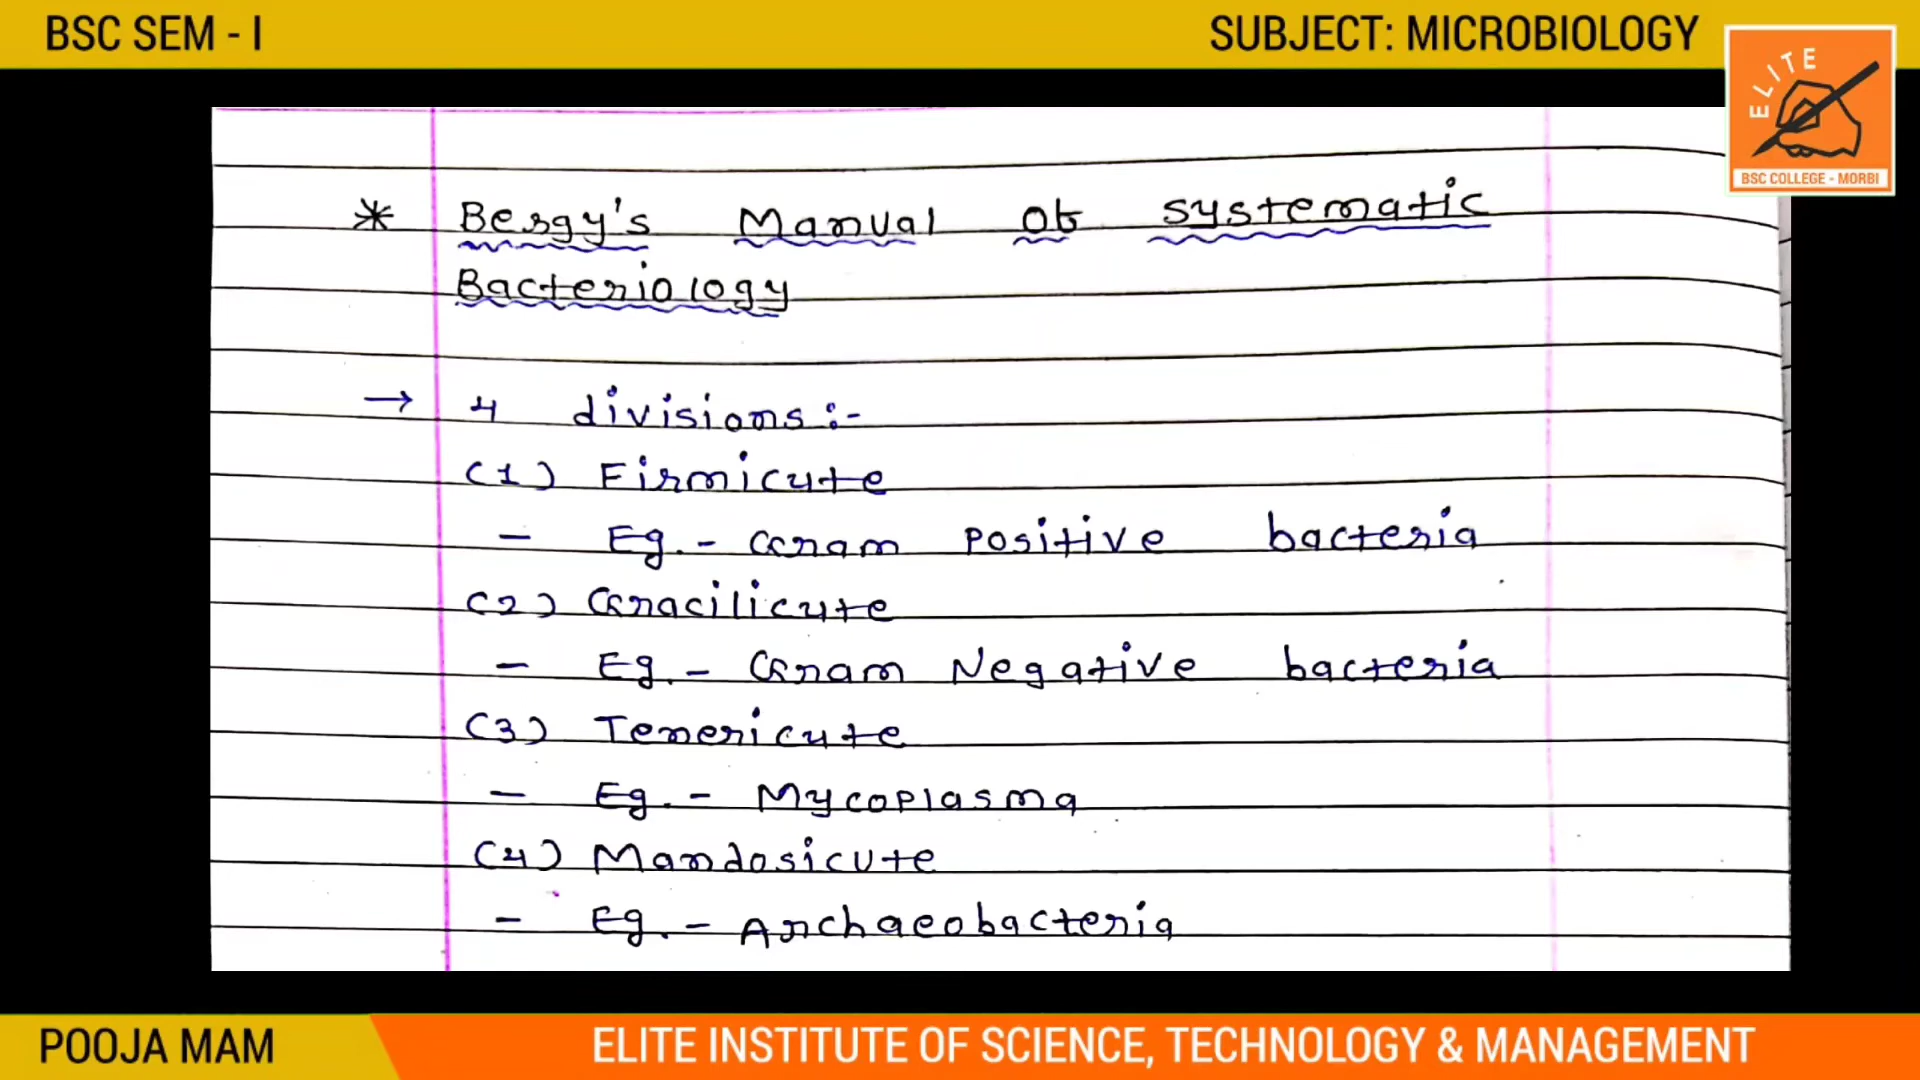 BSC SEM - I
SUBJECT: MICROBIOLOGY
ELITE
BSC COLLEGE - MORBI
* Bergy's Manual of systematic
Bacteriology
→ 4 divisions:-
(1) Firmicute
- Eg.- Gram Positive bacteria
(2) Gracilicute
- Eg.- Gram Negative bacteria
(3) Tenericute
- Eg.- Mycoplasma
(4) Mandosicute
- Eg.- Archaeobacteria
POOJA MAM
ELITE INSTITUTE OF SCIENCE, TECHNOLOGY & MANAGEMENT